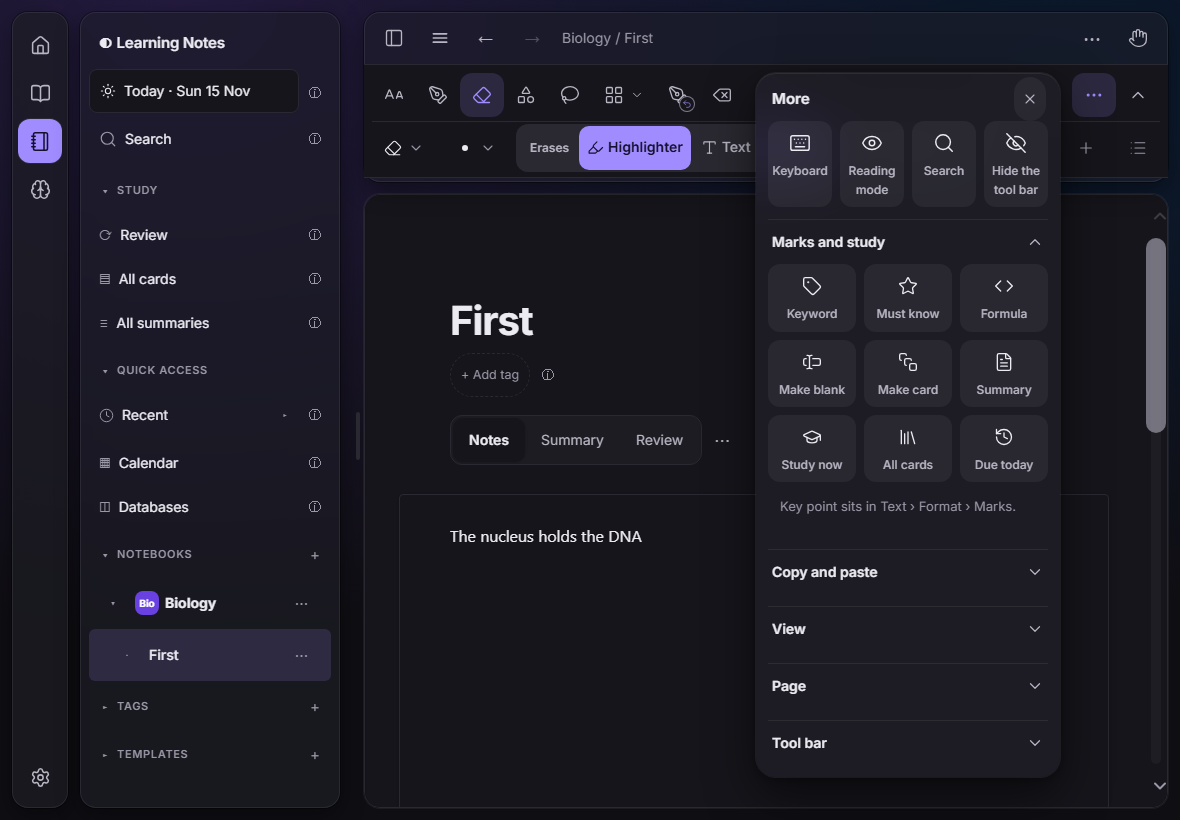 Learning Notes
Today · Sun 15 Nov
Search
STUDY
Review
All cards
All summaries
QUICK ACCESS
Recent
Calendar
Databases
NOTEBOOKS
Bio Biology
First
TAGS
TEMPLATES
Biology / First
AA
Erases Highlighter Text
First
+ Add tag
Notes Summary Review
The nucleus holds the DNA
More
Keyboard
Reading mode
Search
Hide the tool bar
Marks and study
Keyword Must know Formula
Make blank Make card Summary
Study now All cards Due today
Key point sits in Text › Format › Marks.
Copy and paste
View
Page
Tool bar